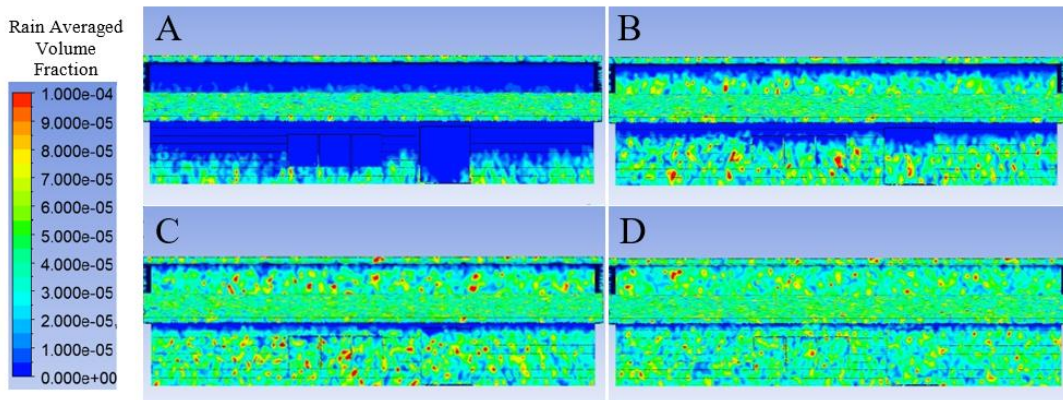 Rain Averaged
Volume
Fraction
1.000e-04
9.000e-05
8.000e-05
7.000e-05
6.000e-05
5.000e-05
4.000e-05
3.000e-05
2.000e-05
1.000e-05
0.000e+00
A
B
C
D